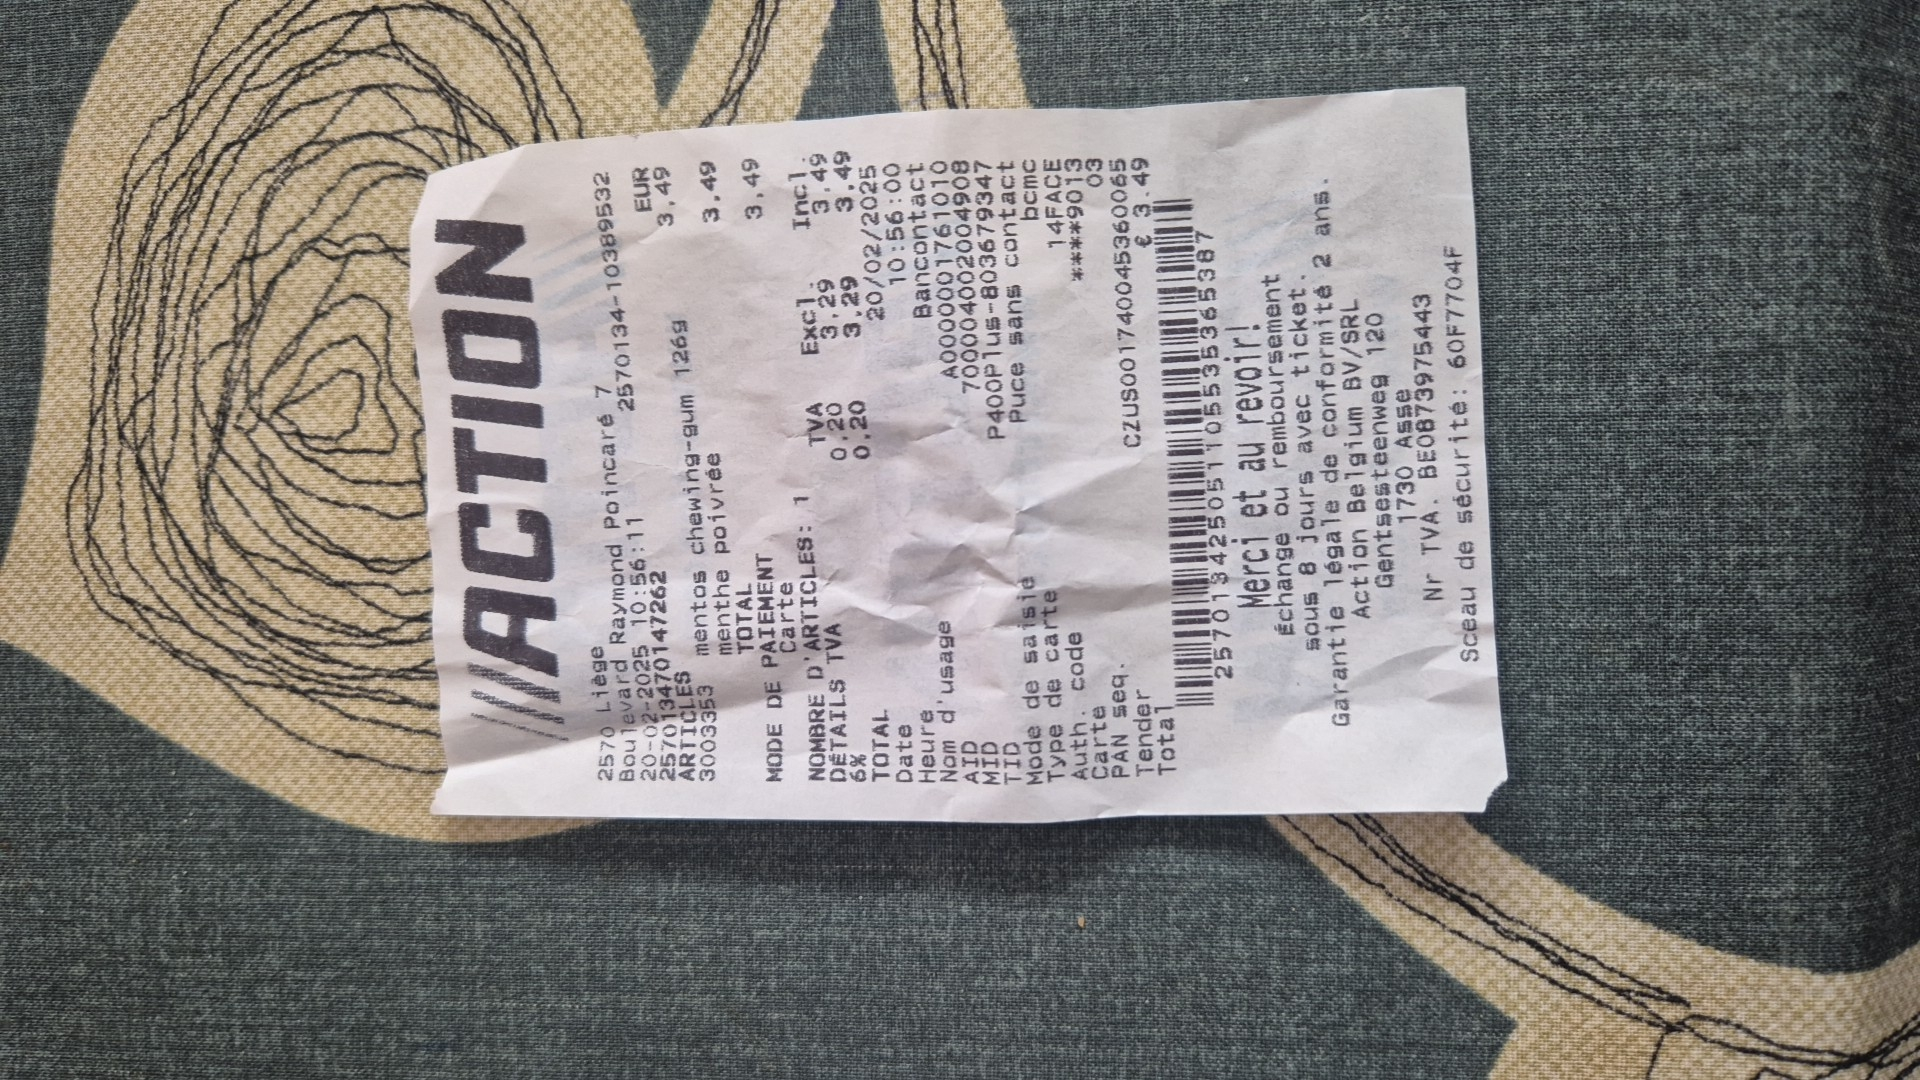 ACTION
2570 Liège
Boulevard Raymond Poincaré 7
20-02-2025 10:56:11 2570134-10389532
257013470147262
ARTICLES EUR
3003353 mentos chewing-gum 126g 3,49
menthe poivrée
TOTAL 3,49
MODE DE PAIEMENT
Carte 3,49
NOMBRE D'ARTICLES: 1
DÉTAILS TVA TVA Excl. Incl.
6% 0.20 3.29 3.49
TOTAL 0.20 3.29 3.49
Date 20/02/2025
Heure 10:56:00
Nom d'usage Bancontact
AID A0000001761010
MID 700004002004908
TID P400Plus-803679347
Mode de saisie Puce sans contact
Type de carte bcmc
Auth. code 14FACE
Carte ****9013
PAN seq. 03
Tender CZUS001740045360065
Total € 3.49
2570134250511055353653​87
Merci et au revoir!
Échange ou remboursement
sous 8 jours avec ticket.
Garantie légale de conformité 2 ans.
Action Belgium BV/SRL
Gentsesteenweg 120
1730 Asse
Nr TVA. BE0873975443
Sceau de sécurité: 60F7704F